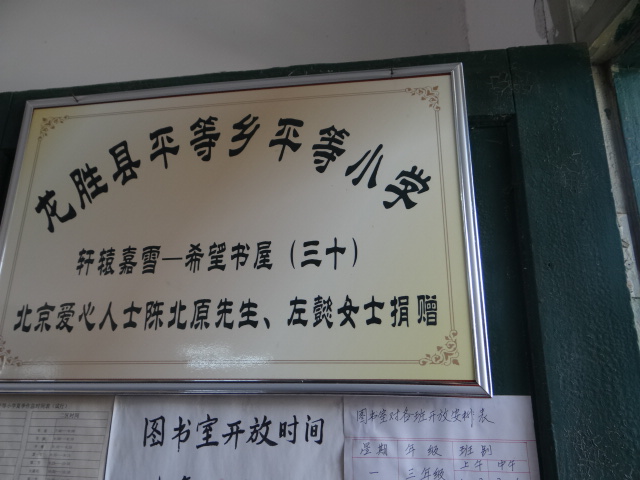 龙胜县平等乡平等小学
轩辕嘉雪—希望书屋（三十）
北京爱心人士陈北原先生、左懿女士捐赠
图书室开放时间
图书室对各班开放安排表
星期 年级 班别
上午 中午
一 三年级